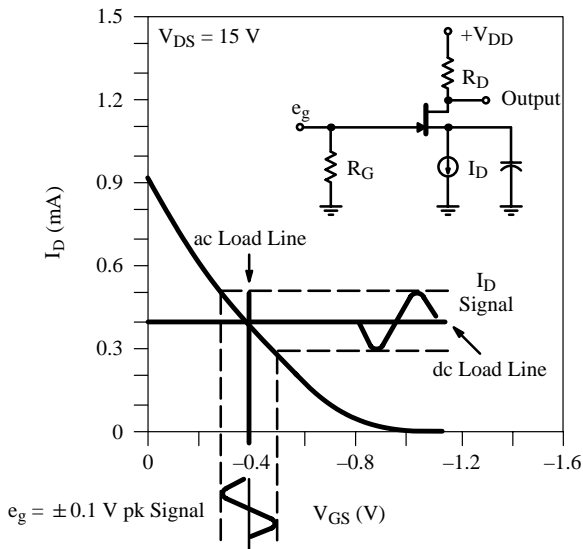 1.5
V_DS = 15 V
+V_DD
R_D
1.2
Output
e_g
R_G
I_D
0.9
I_D (mA)
ac Load Line
0.6
I_D
Signal
0.3
dc Load Line
0
0
–0.4
–0.8
–1.2
–1.6
e_g = ± 0.1 V pk Signal
V_GS (V)